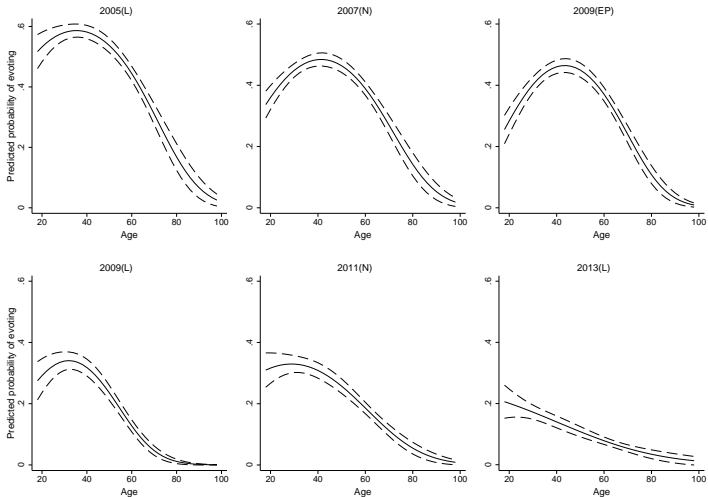 2005(L)
2007(N)
2009(EP)
Predicted probability of evoting
0 .2 .4 .6
20 40 60 80 100
Age
0 .2 .4 .6
20 40 60 80 100
Age
0 .2 .4 .6
20 40 60 80 100
Age
2009(L)
2011(N)
2013(L)
Predicted probability of evoting
0 .2 .4 .6
20 40 60 80 100
Age
0 .2 .4 .6
20 40 60 80 100
Age
0 .2 .4 .6
20 40 60 80 100
Age